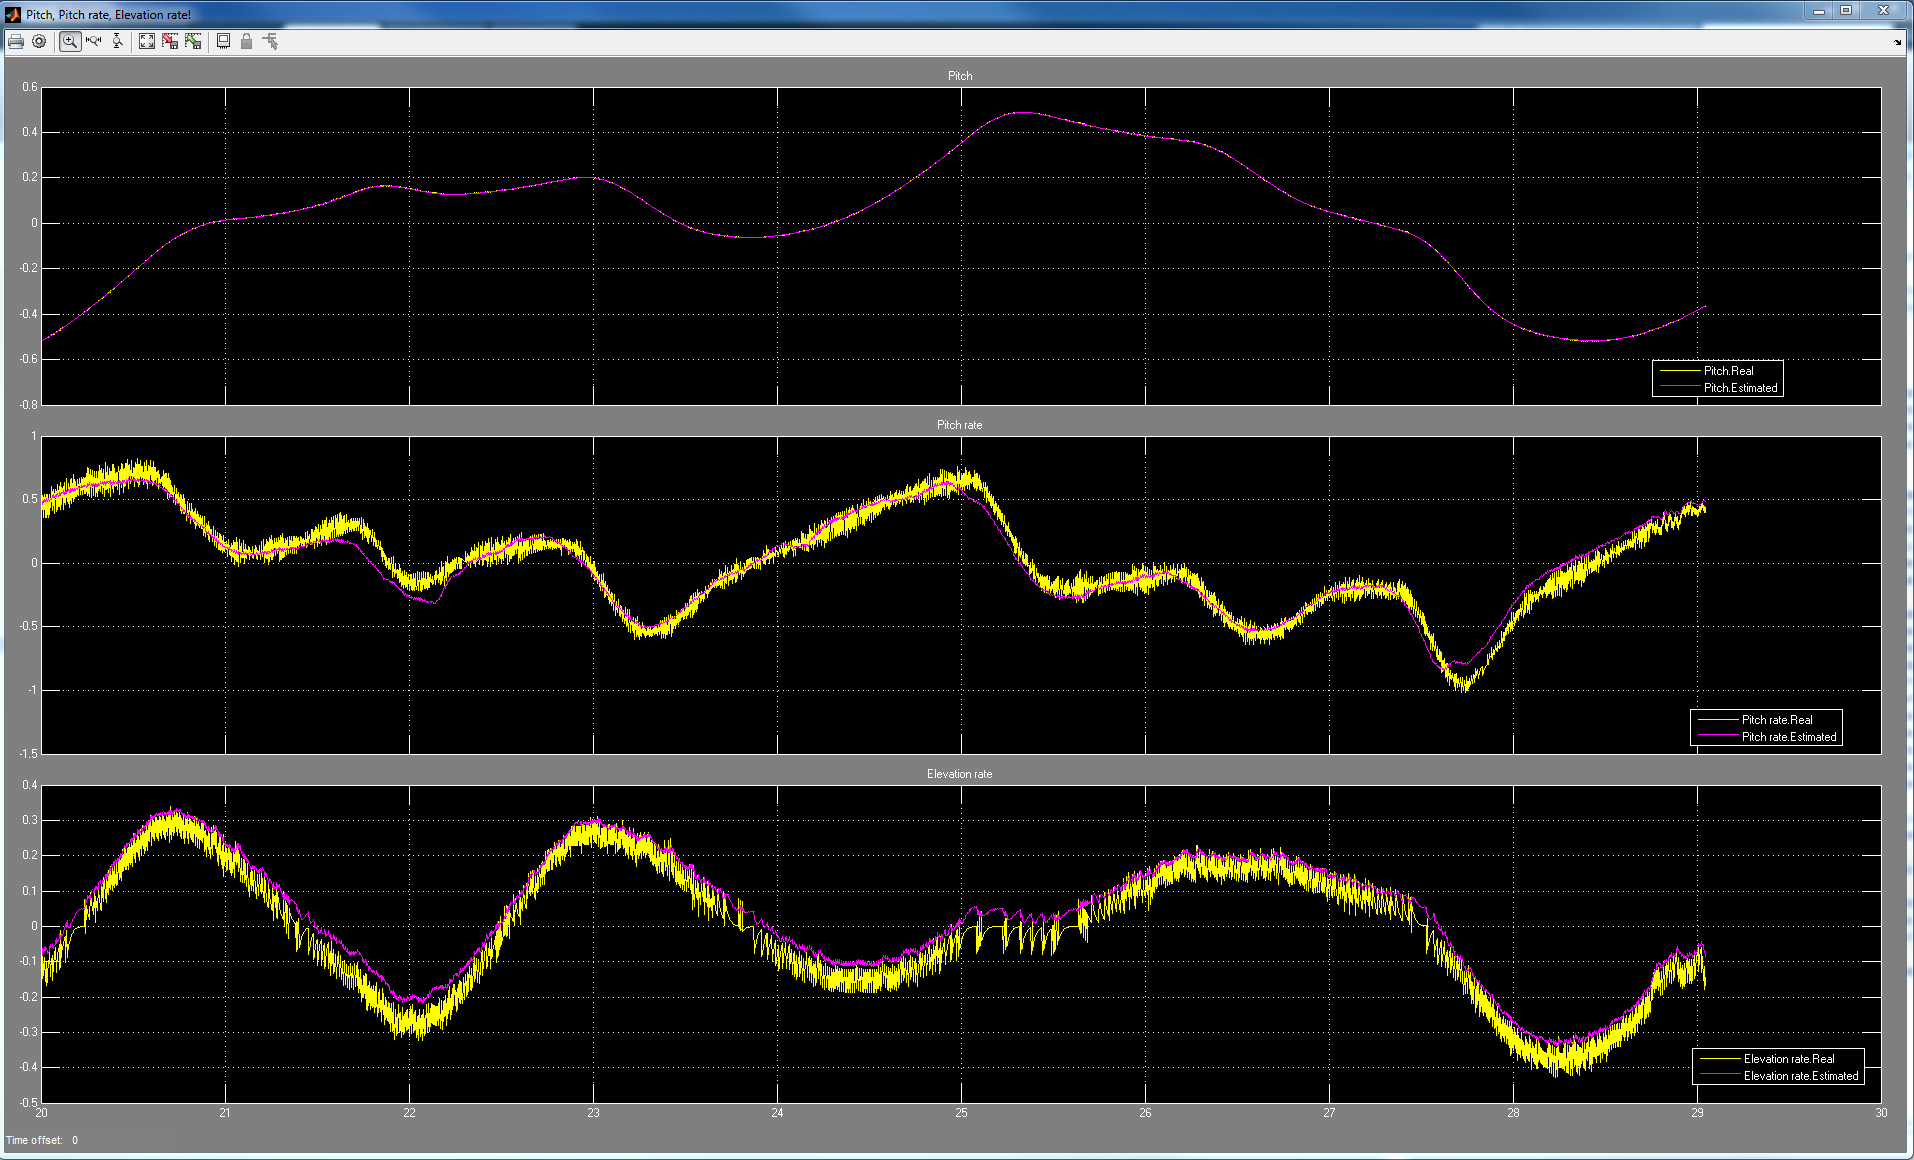 Pitch, Pitch rate, Elevation rate!
Pitch
0.6
0.4
0.2
0
-0.2
-0.4
-0.6
-0.8
Pitch.Real
Pitch.Estimated
Pitch rate
1
0.5
0
-0.5
-1
-1.5
Pitch rate.Real
Pitch rate.Estimated
Elevation rate
0.4
0.3
0.2
0.1
0
-0.1
-0.2
-0.3
-0.4
-0.5
Elevation rate.Real
Elevation rate.Estimated
20 21 22 23 24 25 26 27 28 29 30
Time offset: 0